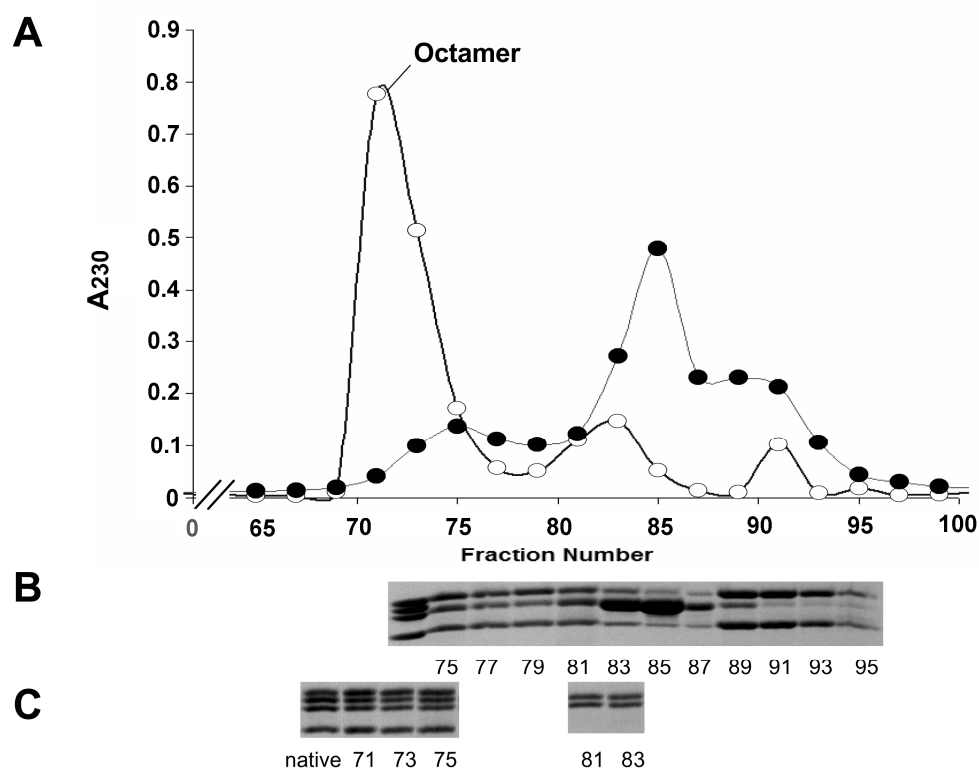 A
0.9
Octamer
0.8
0.7
0.6
0.5
0.4
0.3
0.2
0.1
0
A230
0 65 70 75 80 85 90 95 100
Fraction Number
B
75 77 79 81 83 85 87 89 91 93 95
C
native 71 73 75 81 83